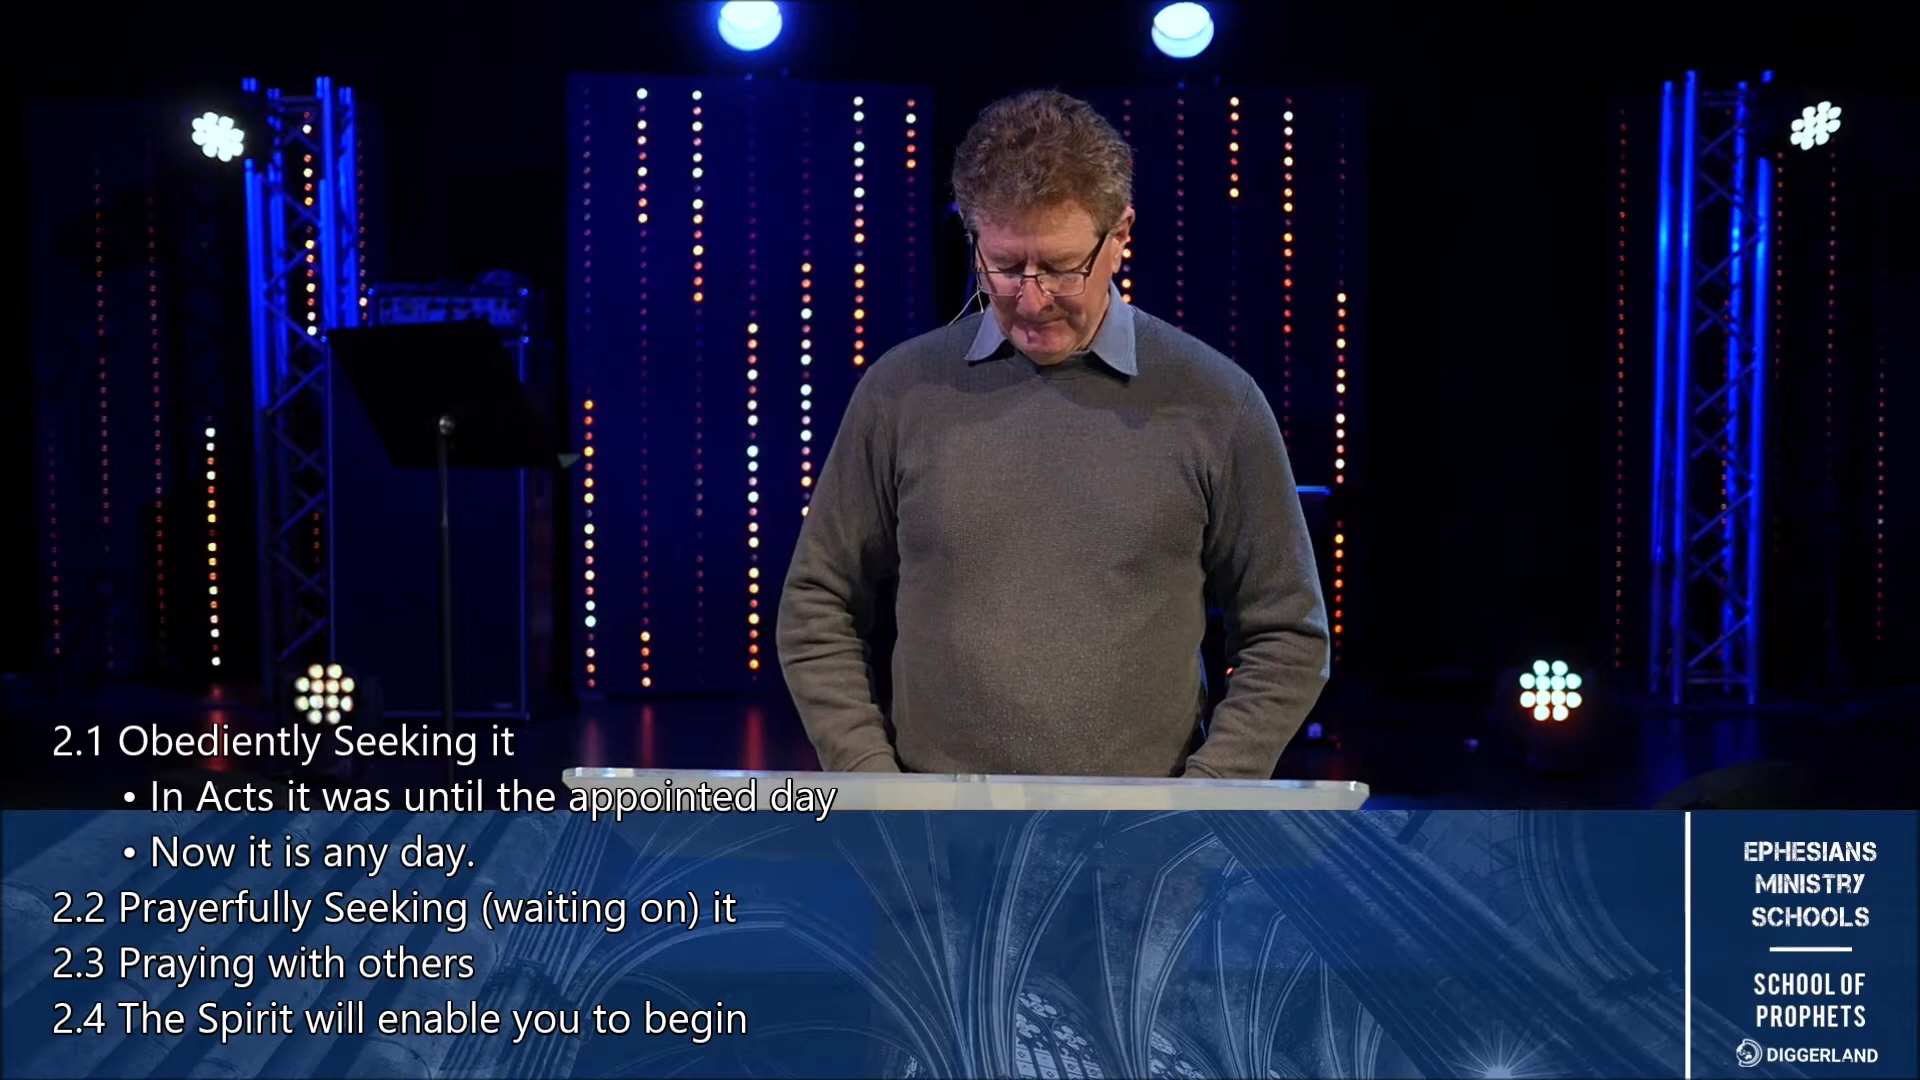 2.1 Obediently Seeking it
• In Acts it was until the appointed day
• Now it is any day.
2.2 Prayerfully Seeking (waiting on) it
2.3 Praying with others
2.4 The Spirit will enable you to begin
EPHESIANS
MINISTRY
SCHOOLS
SCHOOL OF
PROPHETS
DIGGERLAND